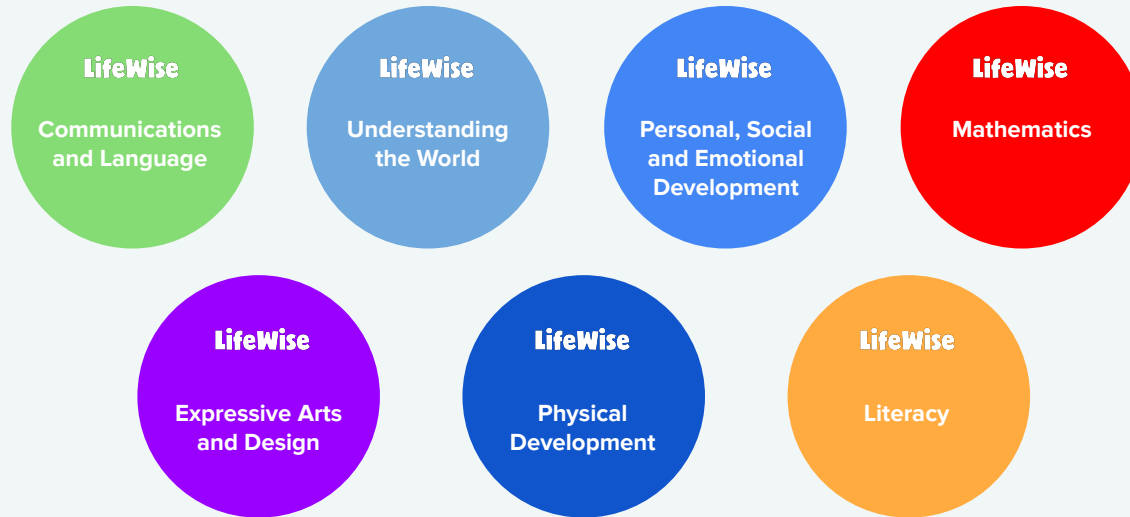 LifeWise
Communications
and Language
LifeWise
Understanding
the World
LifeWise
Personal, Social
and Emotional
Development
LifeWise
Mathematics
LifeWise
Expressive Arts
and Design
LifeWise
Physical
Development
LifeWise
Literacy